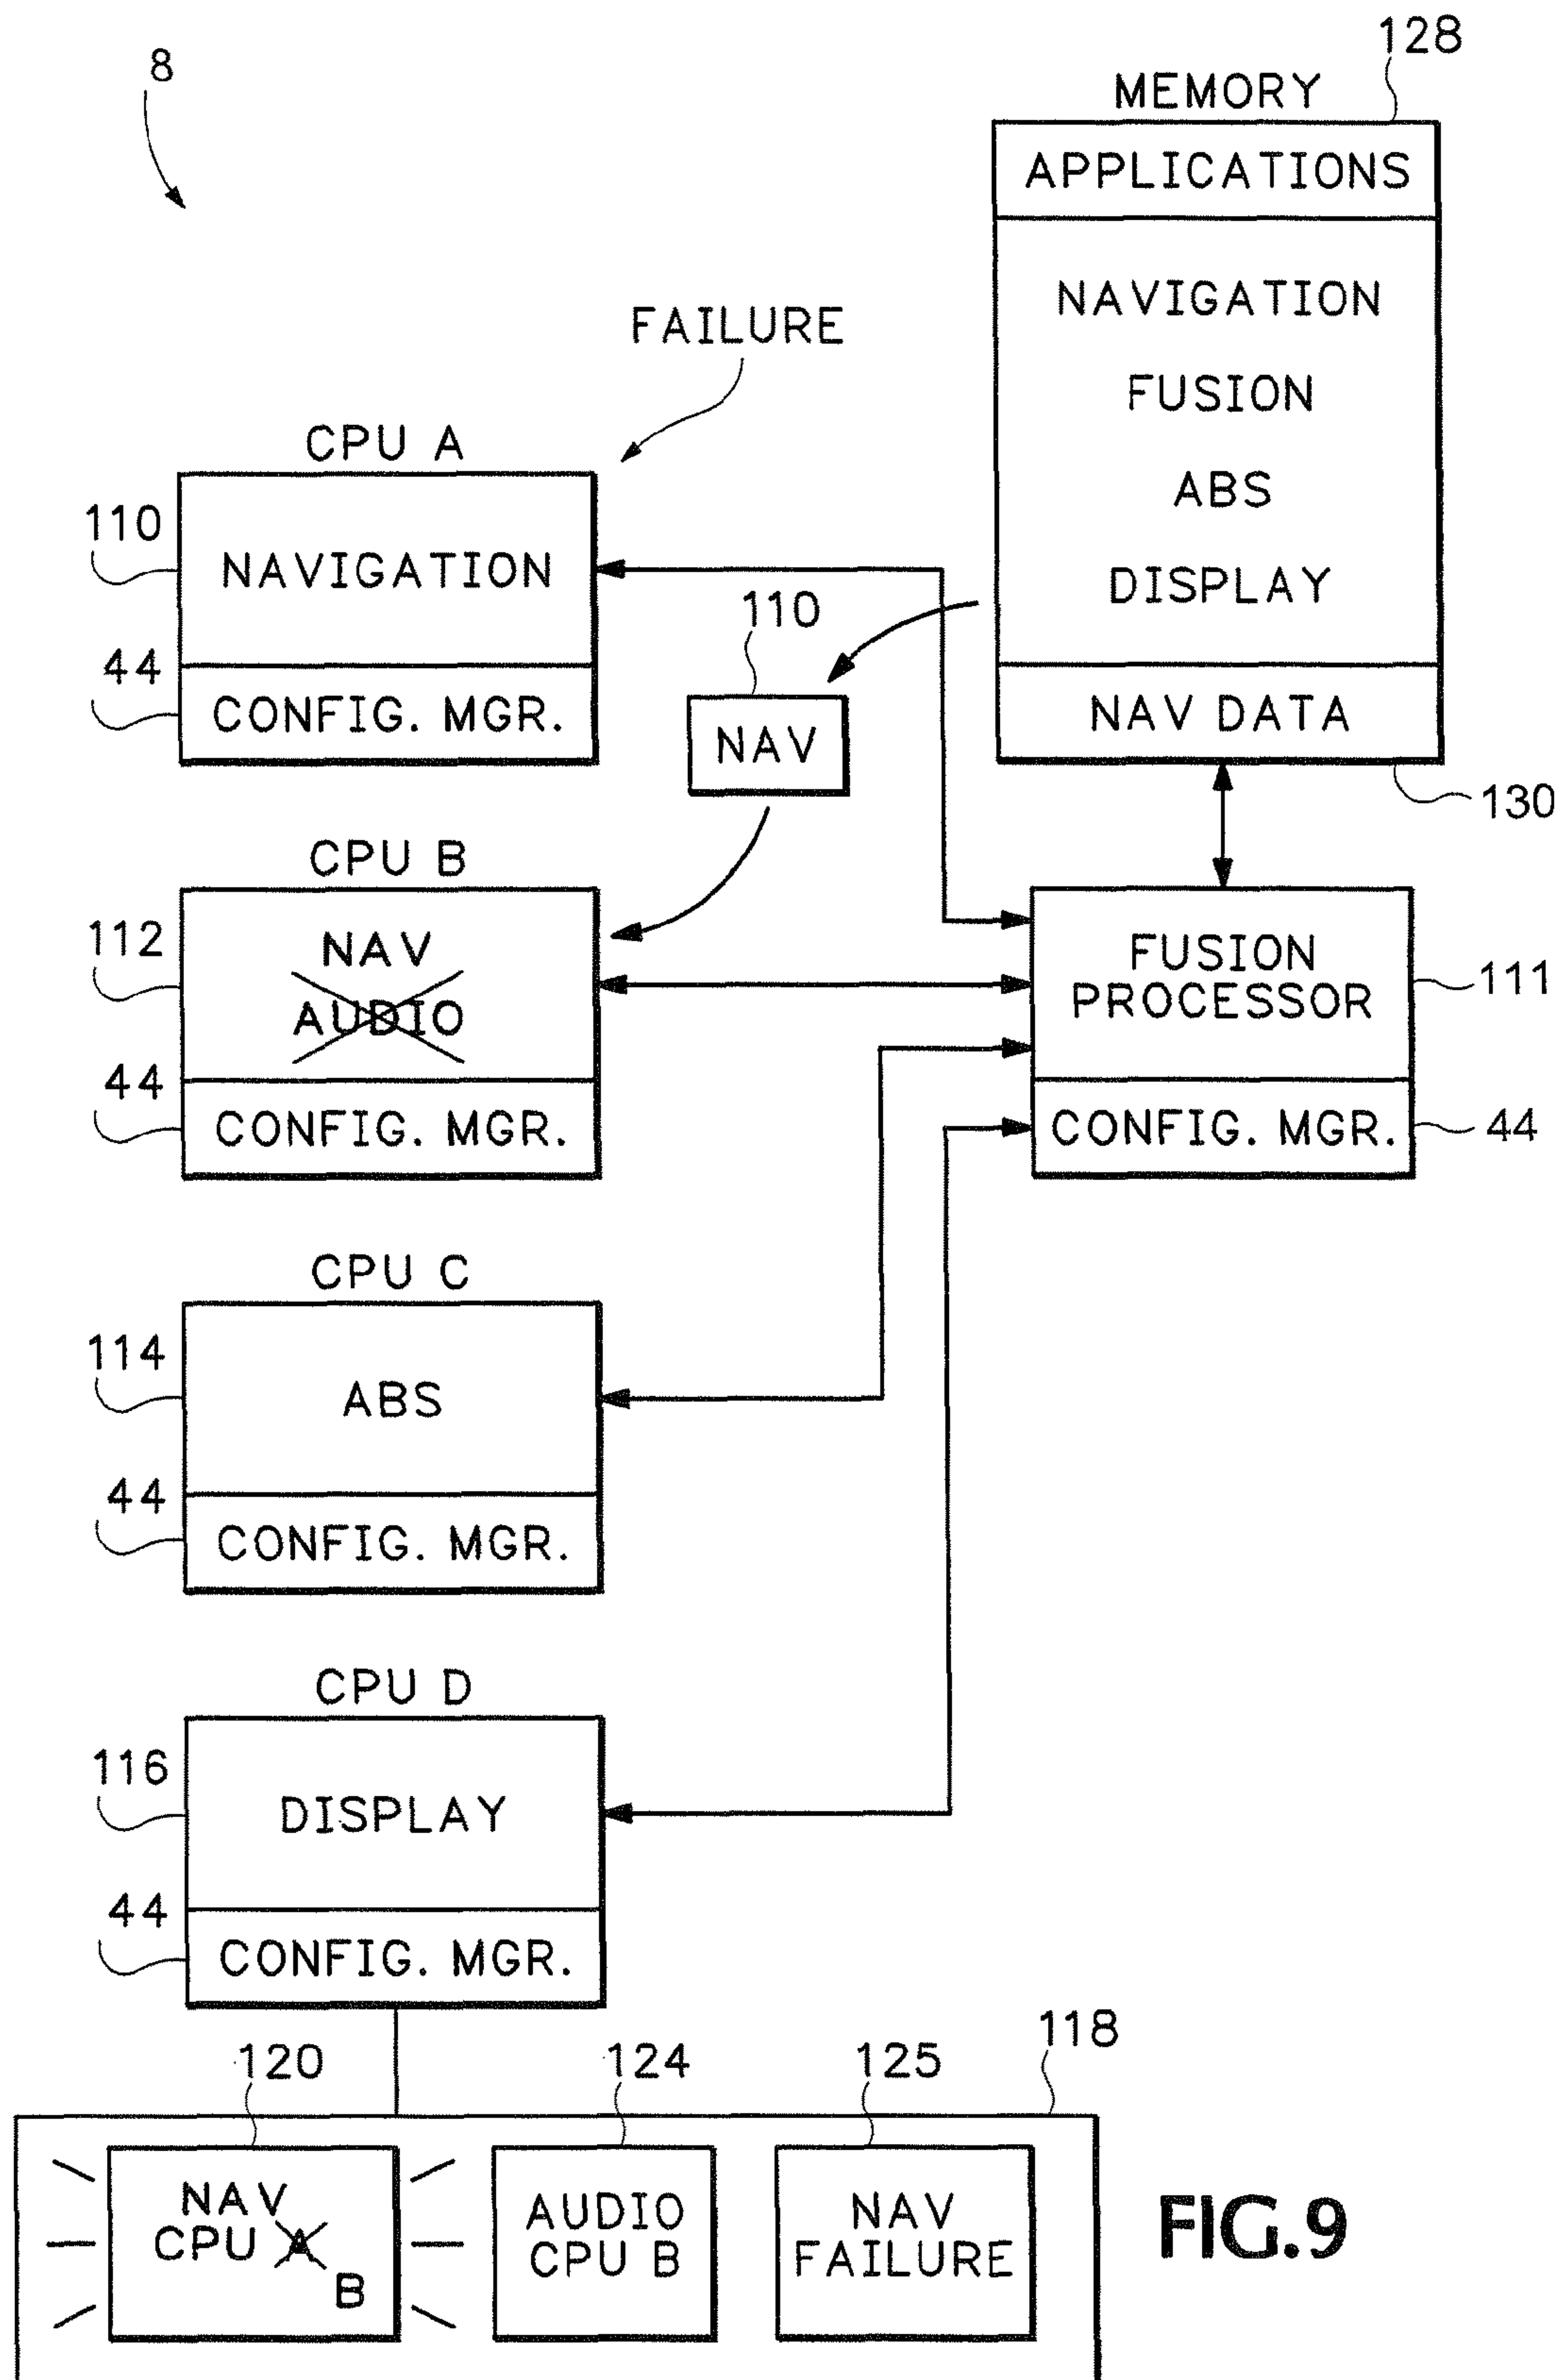 8
128
MEMORY
APPLICATIONS
NAVIGATION
FUSION
ABS
DISPLAY
NAV DATA
130
FAILURE
CPU A
110
NAVIGATION
44
CONFIG. MGR.
110
NAV
CPU B
112
NAV
AUDIO
44
CONFIG. MGR.
FUSION
PROCESSOR
111
CONFIG. MGR.
44
CPU C
114
ABS
44
CONFIG. MGR.
CPU D
116
DISPLAY
44
CONFIG. MGR.
118
120
NAV
CPU A
B
124
AUDIO
CPU B
125
NAV
FAILURE
FIG.9